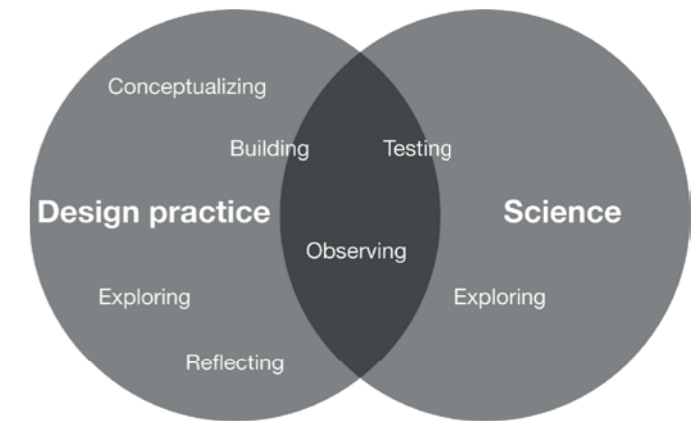 Conceptualizing
Building
Testing
Design practice
Science
Observing
Exploring
Exploring
Reflecting